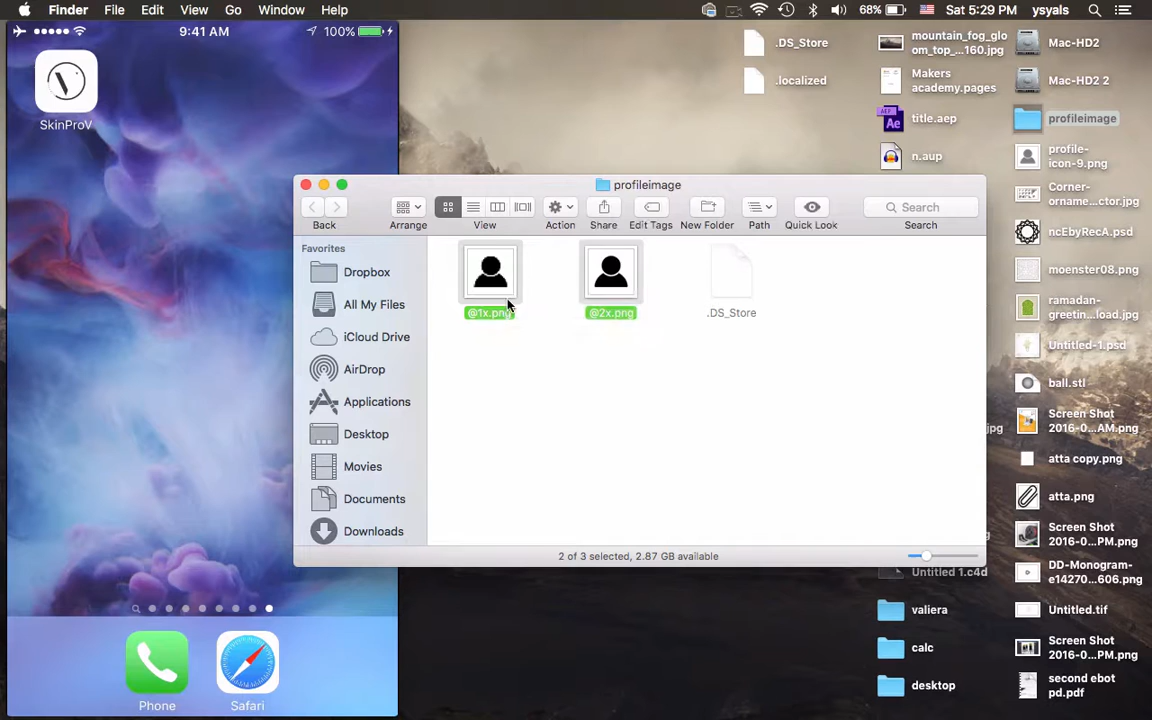 Finder File Edit View Go Window Help
68% Sat 5:29 PM ysyals
9:41 AM 100%
SkinProV
.DS_Store
.localized
mountain_fog_glo
om_top_...160.jpg
Makers
academy.pages
title.aep
n.aup
Mac-HD2
Mac-HD2 2
profileimage
profile-
icon-9.png
Corner-
orname...ctor.jpg
ncEbyRecA.psd
moenster08.png
ramadan-
greetin...load.jpg
Untitled-1.psd
ball.stl
Screen Shot
2016-0...AM.png
atta copy.png
atta.png
Screen Shot
2016-0...PM.png
DD-Monogram-
e14270...606.png
Untitled.tif
Screen Shot
2016-0...PM.png
second ebot
pd.pdf
jpg
Untitled 1.c4d
valiera
calc
desktop
profileimage
Back Arrange View Action Share Edit Tags New Folder Path Quick Look Search
Search
Favorites
Dropbox
All My Files
iCloud Drive
AirDrop
Applications
Desktop
Movies
Documents
Downloads
@1x.png
@2x.png
.DS_Store
2 of 3 selected, 2.87 GB available
Phone
Safari